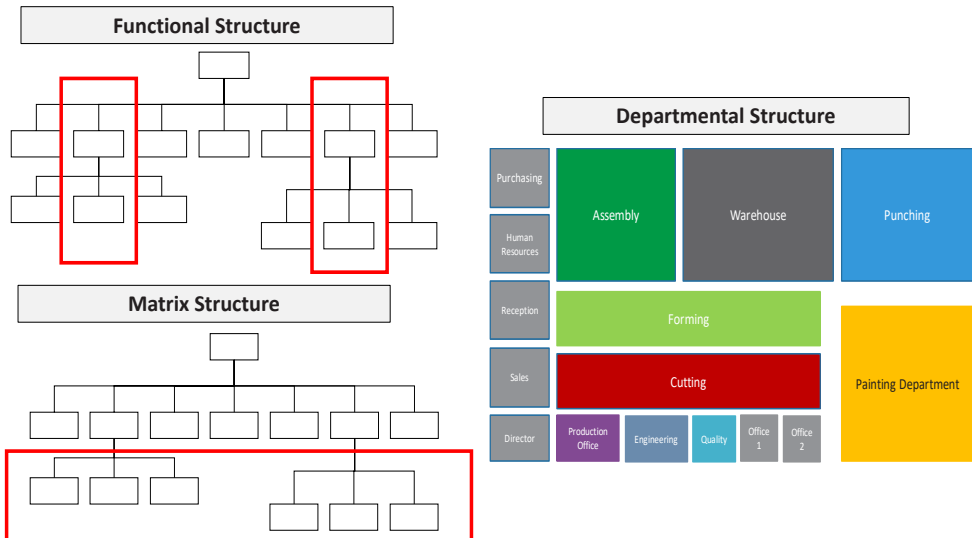 Functional Structure
Departmental Structure
Purchasing
Assembly
Warehouse
Punching
Human
Resources
Matrix Structure
Reception
Forming
Sales
Cutting
Painting Department
Director
Production
Office
Engineering
Quality
Office
1
Office
2